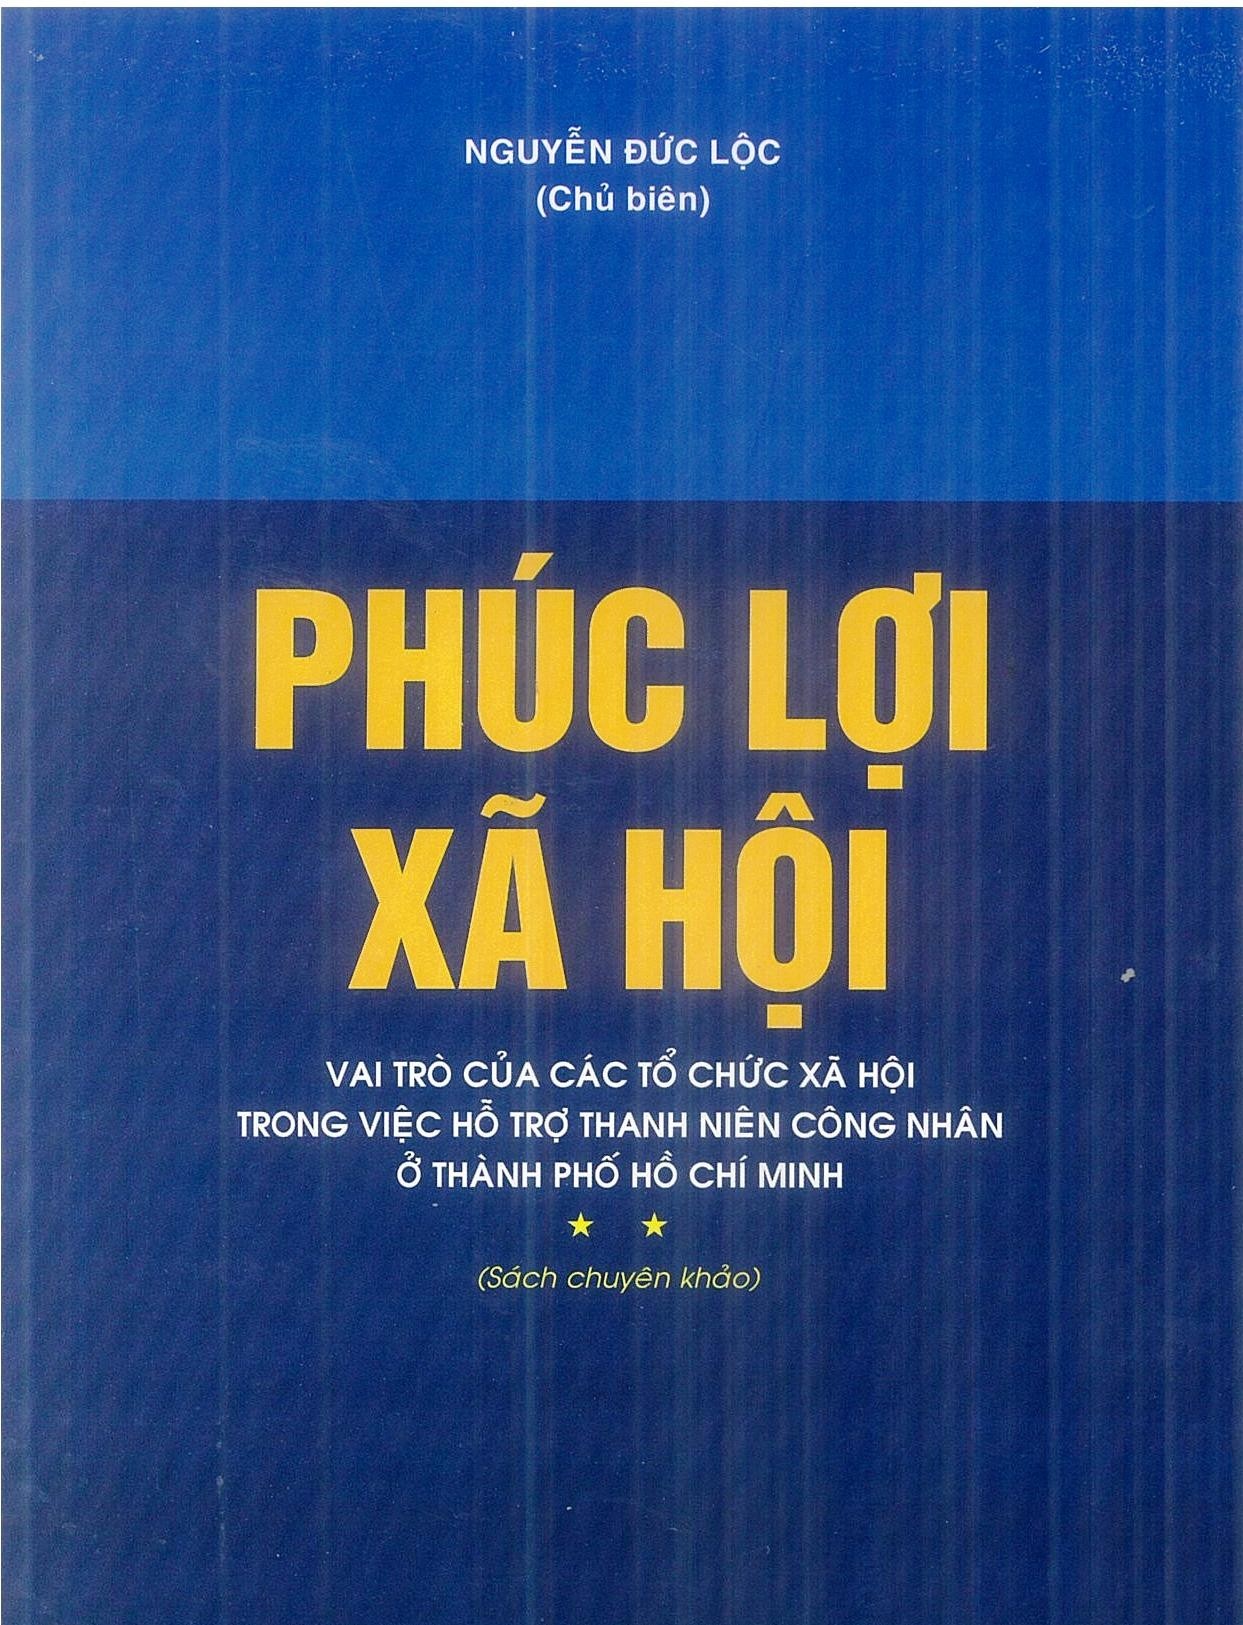 NGUYỄN ĐỨC LỘC
(Chủ biên)
PHÚC LỢI
XÃ HỘI
VAI TRÒ CỦA CÁC TỔ CHỨC XÃ HỘI
TRONG VIỆC HỖ TRỢ THANH NIÊN CÔNG NHÂN
Ở THÀNH PHỐ HỒ CHÍ MINH
★ ★
(Sách chuyên khảo)